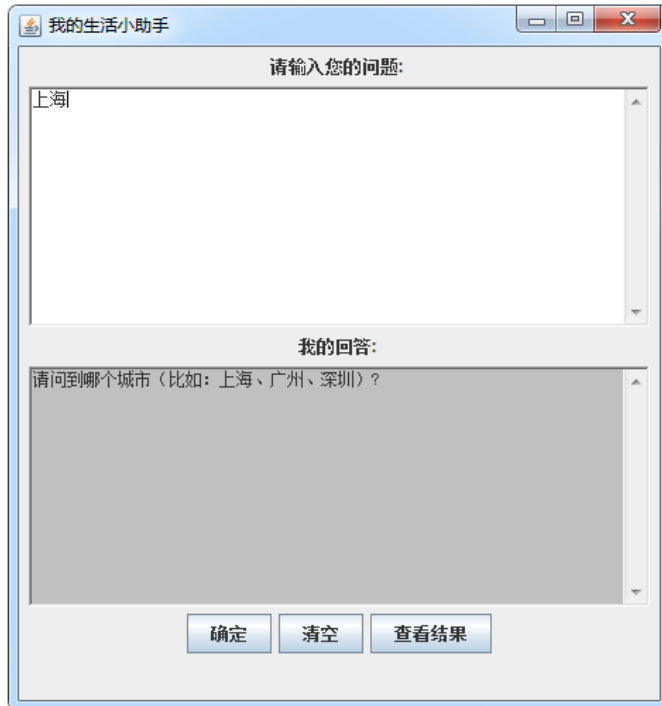 我的生活小助手
请输入您的问题:
上海
我的回答:
请问到哪个城市（比如：上海、广州、深圳）?
确定 清空 查看结果